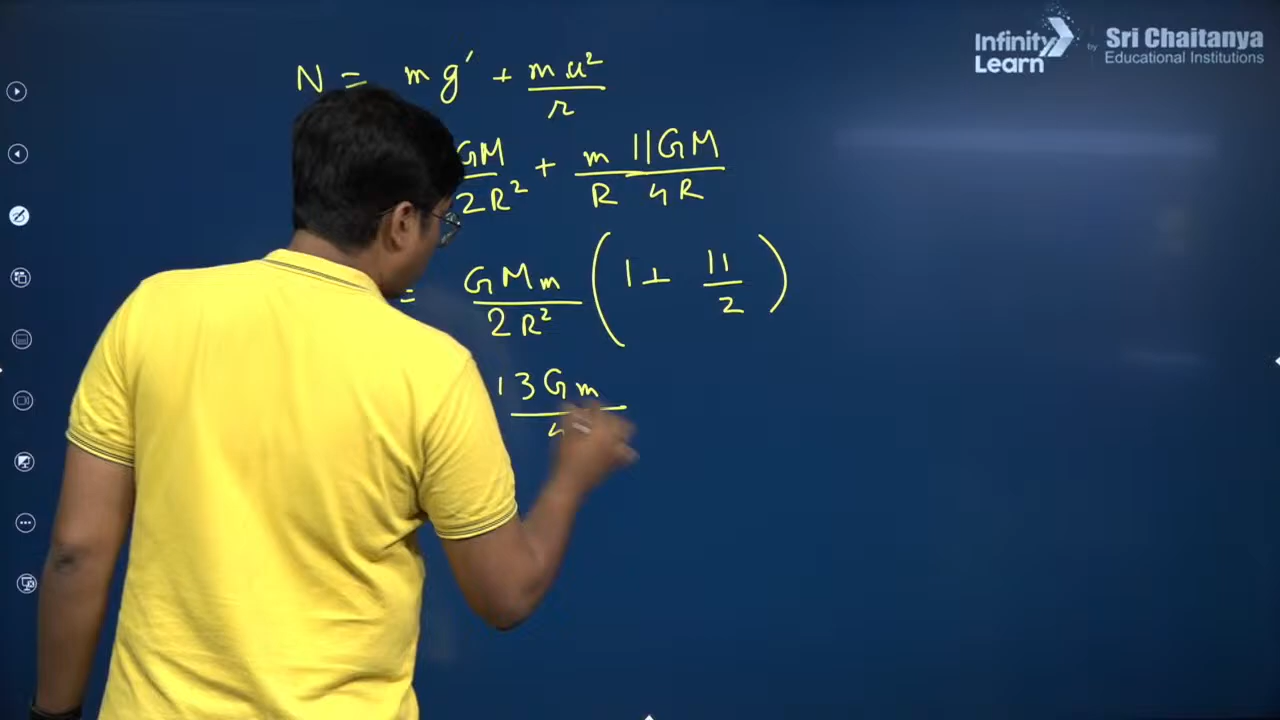 Infinity Learn by Sri Chaitanya Educational Institutions
N = mg' + mu²/r
GM/2R² + m/R 11GM/4R
= GMm/2R² (1 + 11/2)
13Gm/4